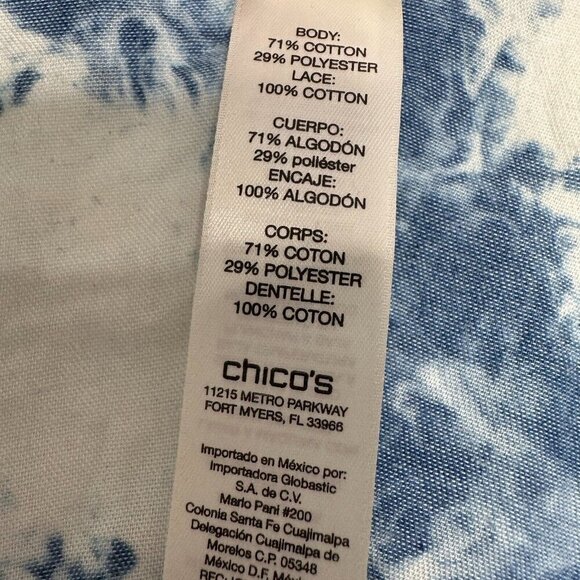 BODY:
71% COTTON
29% POLYESTER
LACE:
100% COTTON
CUERPO:
71% ALGODÓN
29% poliéster
ENCAJE:
100% ALGODÓN
CORPS:
71% COTON
29% POLYESTER
DENTELLE:
100% COTON
chico's
11215 METRO PARKWAY
FORT MYERS, FL 33966
Importado en México por:
Importadora Globastic
S.A. de C.V.
Mario Pani #200
Colonia Santa Fe Cuajimalpa
Delegación Cuajimalpa de
Morelos C.P. 05348
México D.F. México